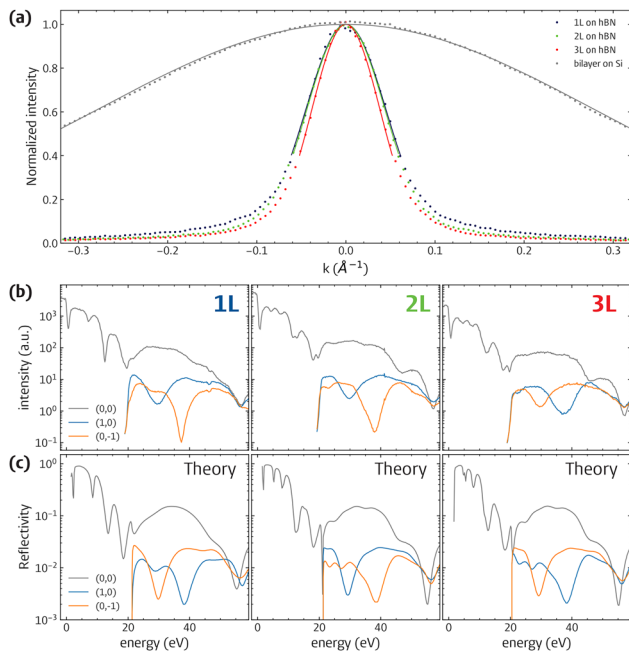 (a)
1.0
0.8
0.6
0.4
0.2
0.0
Normalized intensity
1L on hBN
2L on hBN
3L on hBN
bilayer on Si
-0.3
-0.2
-0.1
0.0
0.1
0.2
0.3
k (Å⁻¹)
(b)
1L
2L
3L
10³
10²
10¹
10⁰
10⁻¹
intensity (a.u.)
(0,0)
(1,0)
(0,-1)
(c)
Theory
Theory
Theory
10⁰
10⁻¹
10⁻²
10⁻³
Reflectivity
(0,0)
(1,0)
(0,-1)
0 20 40
0 20 40
0 20 40
energy (eV)
energy (eV)
energy (eV)